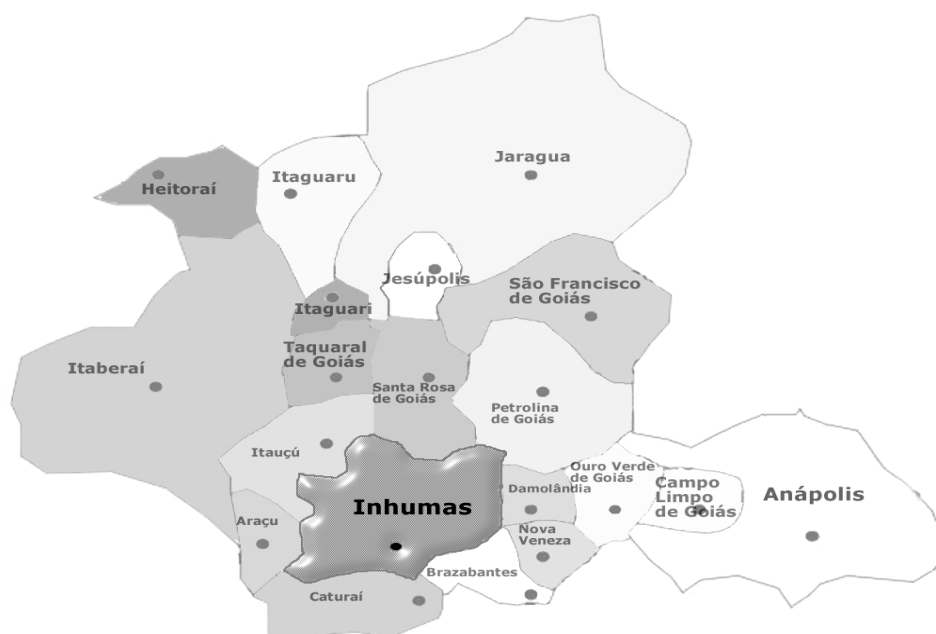 Jaragua
Itaguaru
Heitoraí
Jesúpolis
São Francisco
de Goiás
Itaguari
Taquaral
de Goiás
Itaberaí
Santa Rosa
de Goiás
Petrolina
de Goiás
Itauçú
Ouro Verde
de Goiás
Damolândia
Campo
Limpo
de Goiás
Anápolis
Inhumas
Araçu
Nova
Veneza
Brazabantes
Caturaí